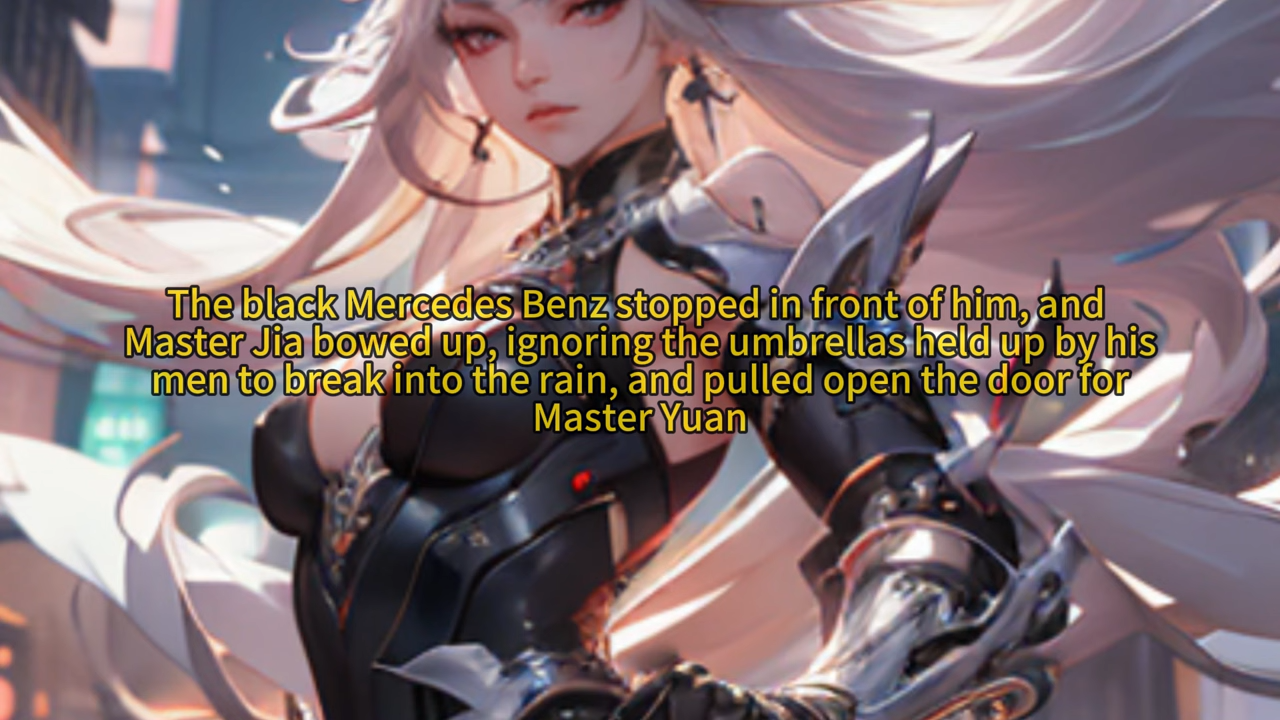 The black Mercedes Benz stopped in front of him, and
Master Jia bowed up, ignoring the umbrellas held up by his
men to break into the rain, and pulled open the door for
Master Yuan